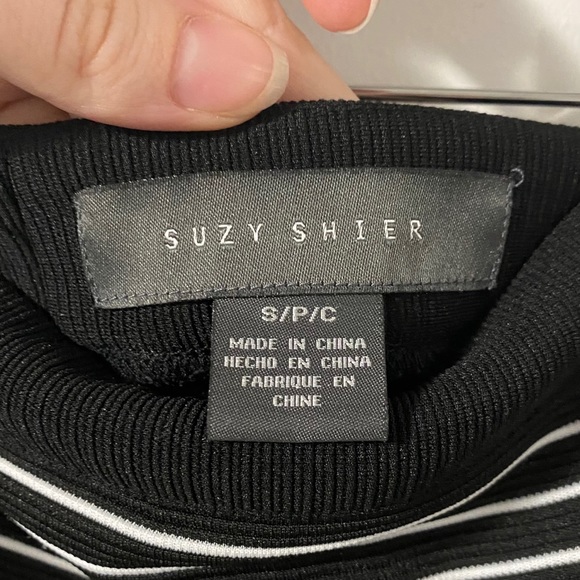 SUZY SHIER
S/P/C
MADE IN CHINA
HECHO EN CHINA
FABRIQUE EN
CHINE